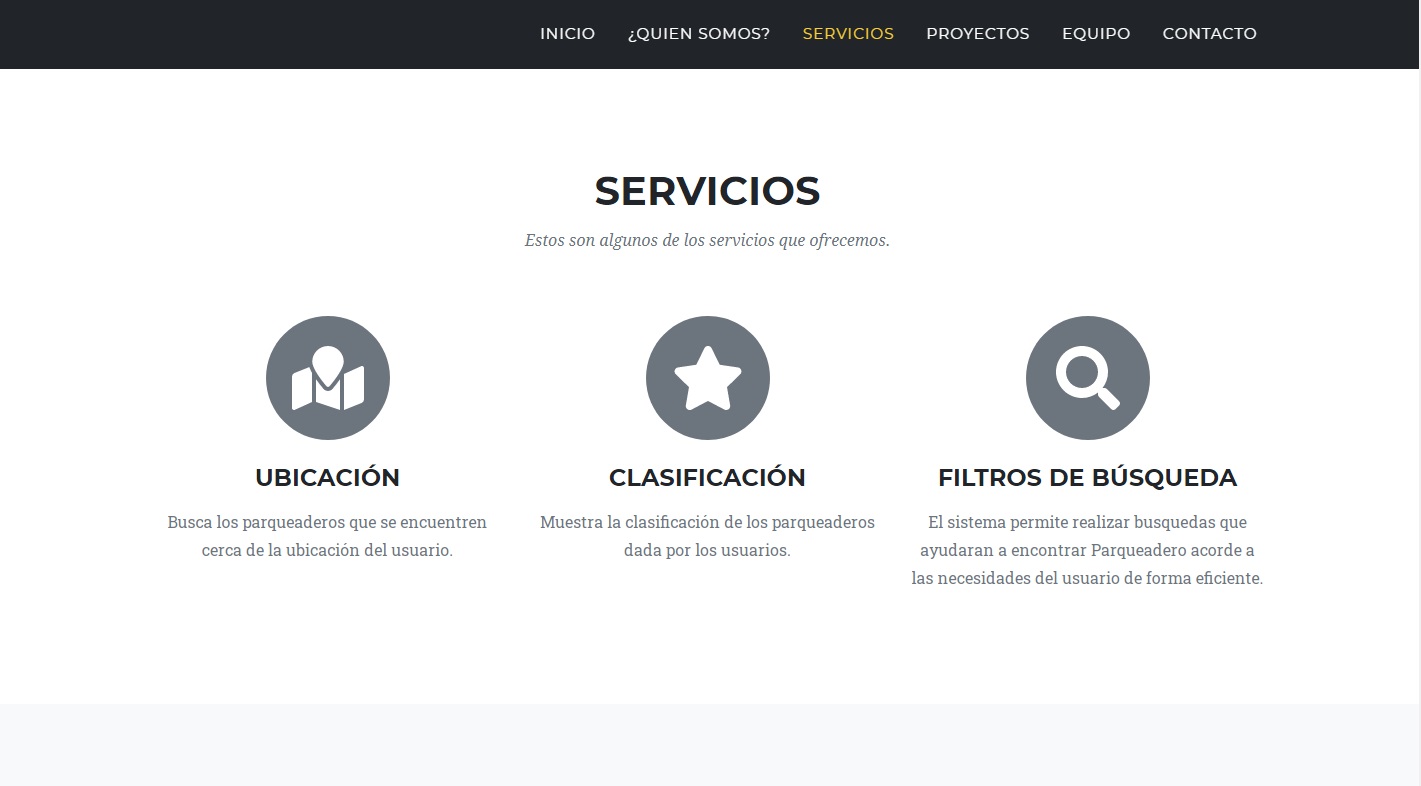 INICIO ¿QUIEN SOMOS? SERVICIOS PROYECTOS EQUIPO CONTACTO
SERVICIOS
Estos son algunos de los servicios que ofrecemos.
UBICACIÓN
Busca los parqueaderos que se encuentren
cerca de la ubicación del usuario.
CLASIFICACIÓN
Muestra la clasificación de los parqueaderos
dada por los usuarios.
FILTROS DE BÚSQUEDA
El sistema permite realizar busquedas que
ayudaran a encontrar Parqueadero acorde a
las necesidades del usuario de forma eficiente.